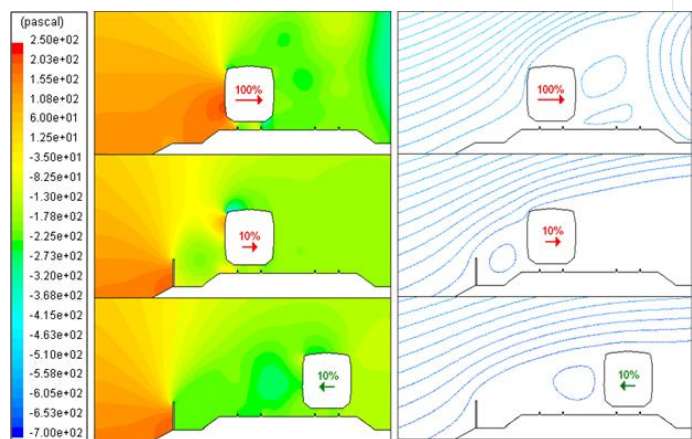 (pascal)
2.50e+02
2.03e+02
1.55e+02
1.08e+02
6.00e+01
1.25e+01
-3.50e+01
-8.25e+01
-1.30e+02
-1.78e+02
-2.25e+02
-2.73e+02
-3.20e+02
-3.68e+02
-4.15e+02
-4.63e+02
-5.10e+02
-5.58e+02
-6.05e+02
-6.53e+02
-7.00e+02
100%
100%
10%
10%
10%
10%